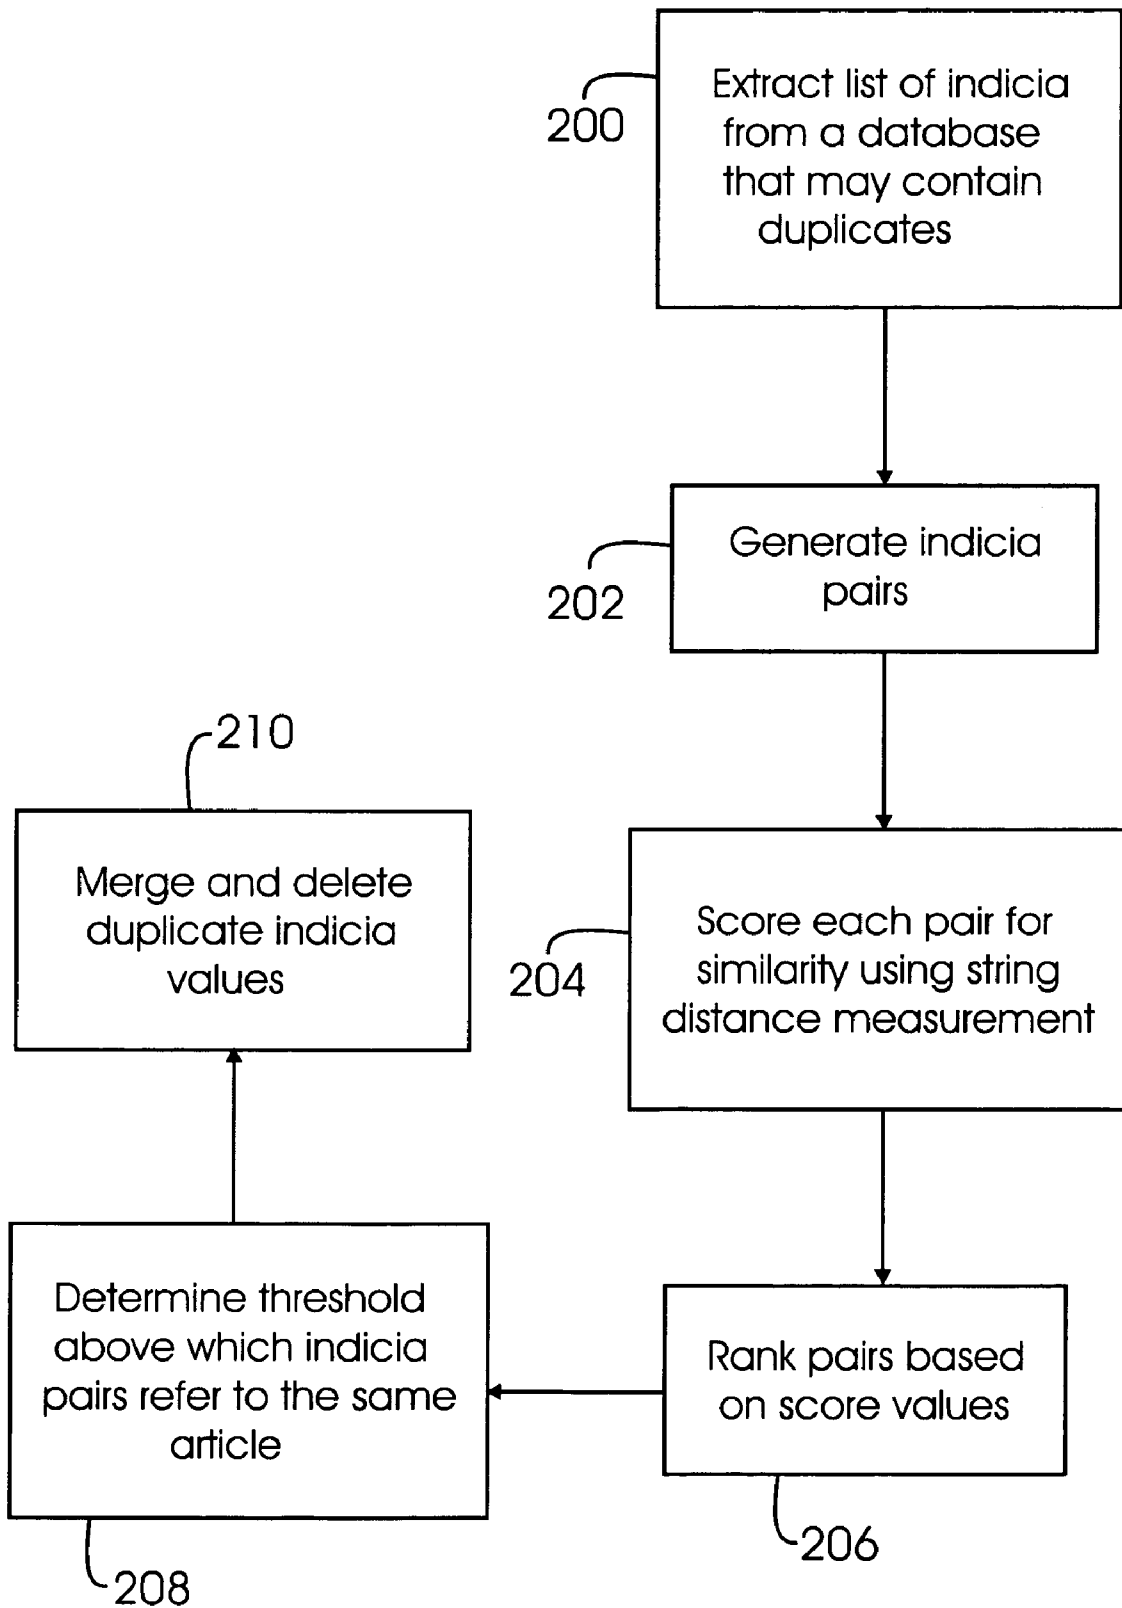 Extract list of indicia
from a database
that may contain
duplicates
200
Generate indicia
pairs
202
Score each pair for
similarity using string
distance measurement
204
Rank pairs based
on score values
206
Determine threshold
above which indicia
pairs refer to the same
article
208
210
Merge and delete
duplicate indicia
values